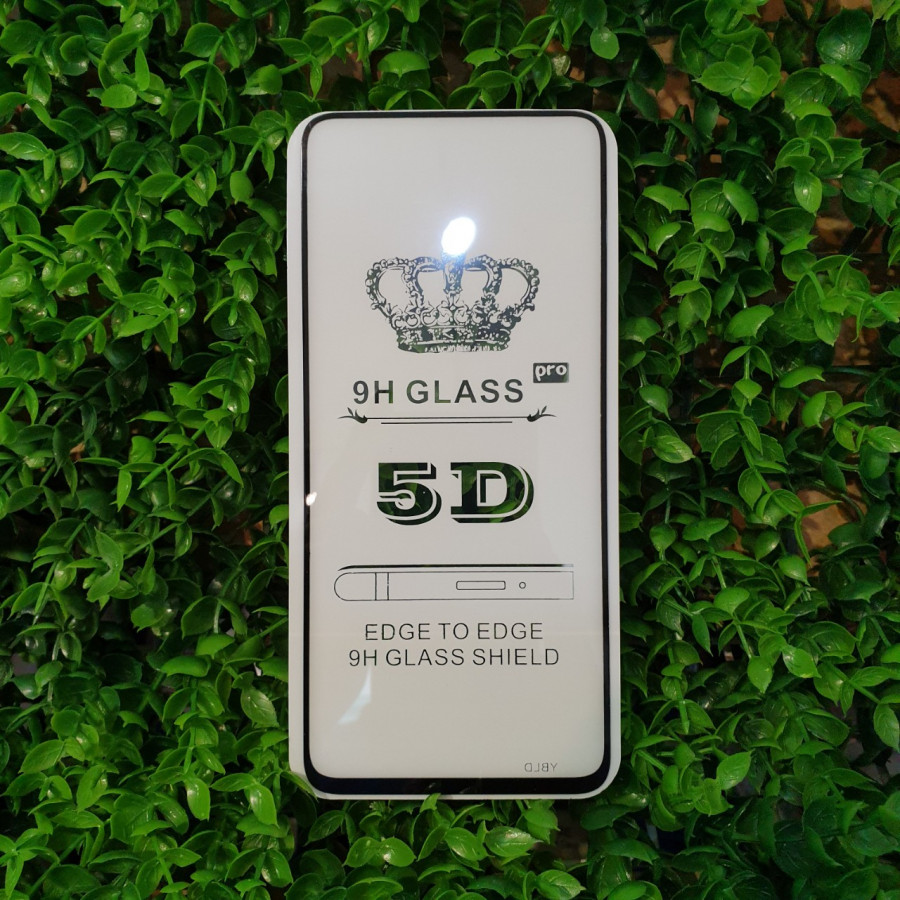 9H GLASS pro
5D
EDGE TO EDGE
9H GLASS SHIELD
YBLD